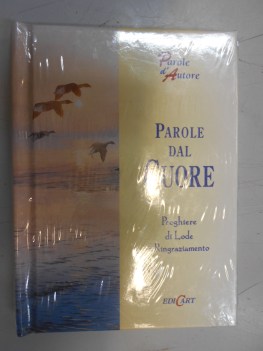 Parole
d'Autore
PAROLE
DAL
CUORE
Preghiere
di Lode
Ringraziamento
EDICART